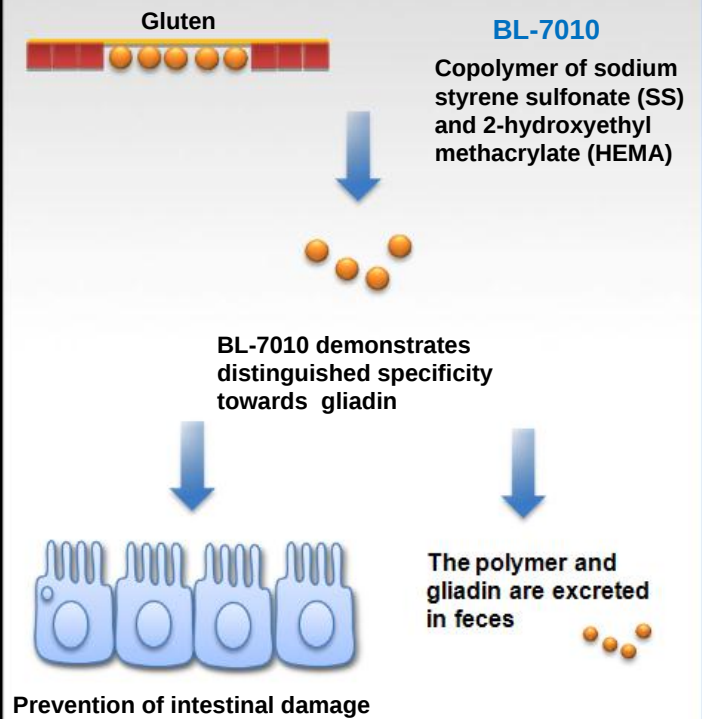 Gluten
BL-7010
Copolymer of sodium
styrene sulfonate (SS)
and 2-hydroxyethyl
methacrylate (HEMA)
BL-7010 demonstrates
distinguished specificity
towards gliadin
The polymer and
gliadin are excreted
in feces
Prevention of intestinal damage